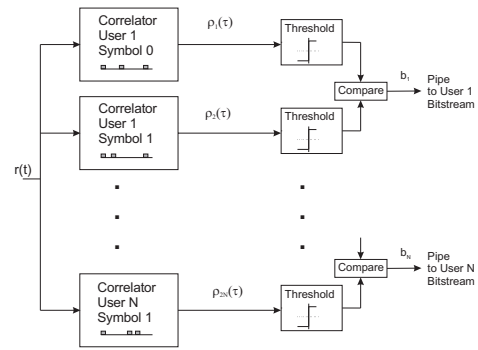 Correlator
User 1
Symbol 0
ρ₁(τ)
Threshold
Correlator
User 1
Symbol 1
ρ₂(τ)
Threshold
Compare
b₁
Pipe
to User 1
Bitstream
r(t)
Correlator
User N
Symbol 1
ρ₂N(τ)
Threshold
Compare
b_N
Pipe
to User N
Bitstream